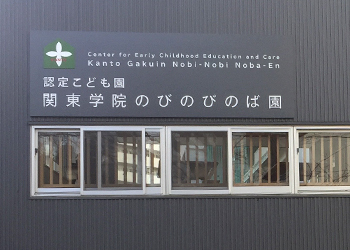 Center for Early Childhood Education and Care
Kanto Gakuin Nobi-Nobi Noba-En
認定こども園
関東学院のびのびのば園